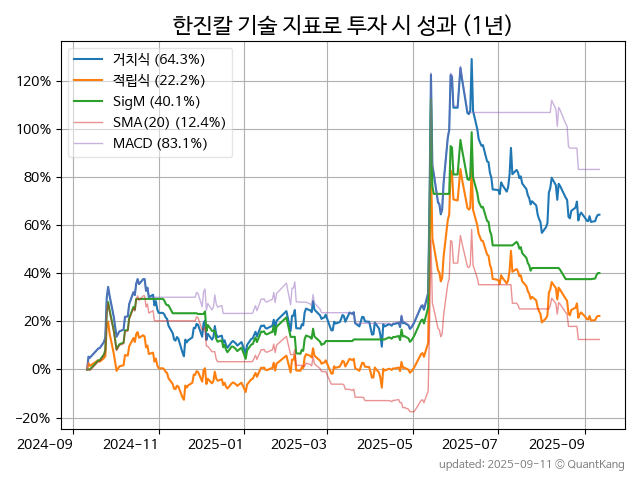 한진칼 기술 지표로 투자 시 성과 (1년)
거치식 (64.3%)
적립식 (22.2%)
SigM (40.1%)
SMA(20) (12.4%)
MACD (83.1%)
120%
100%
80%
60%
40%
20%
0%
−20%
2024-09 2024-11 2025-01 2025-03 2025-05 2025-07 2025-09
updated: 2025-09-11 © QuantKang